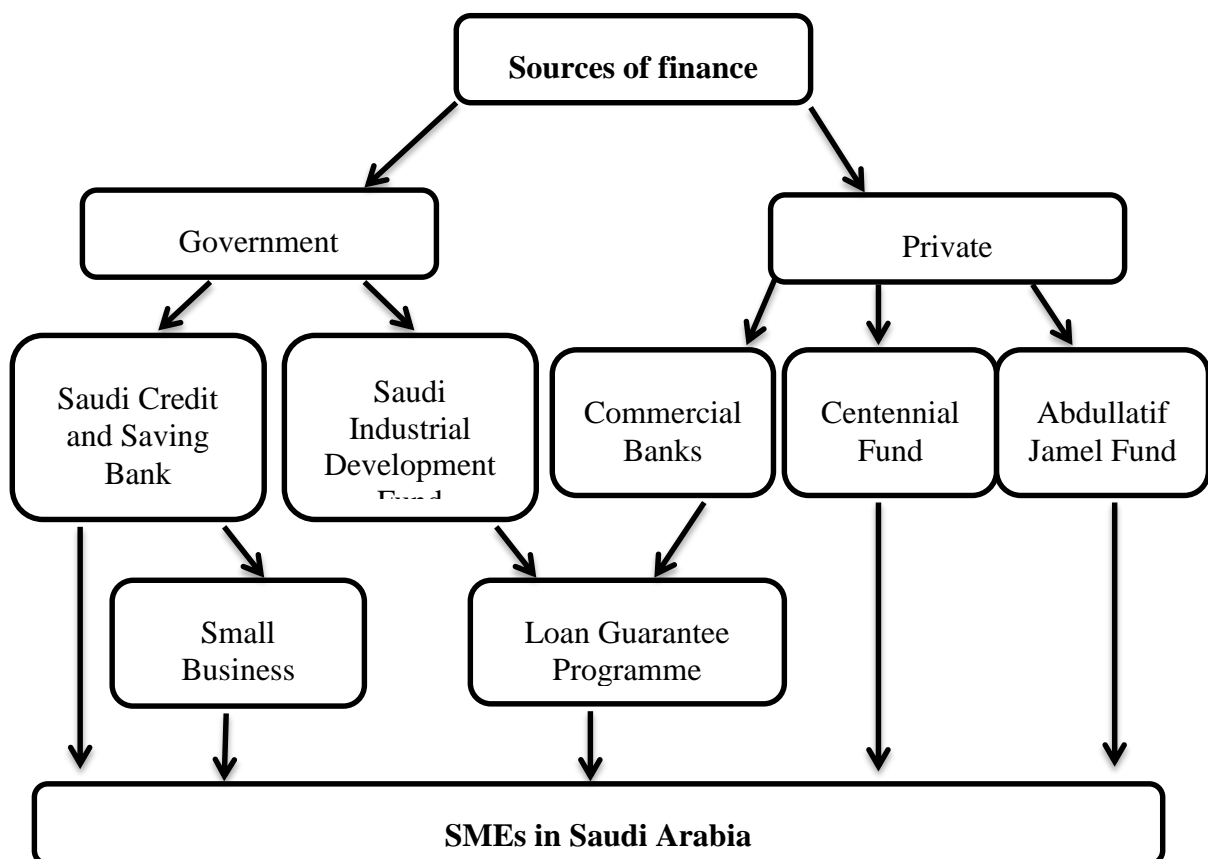 Sources of finance
Government
Private
Saudi Credit
and Saving
Bank
Saudi
Industrial
Development
Fund
Commercial
Banks
Centennial
Fund
Abdullatif
Jamel Fund
Small
Business
Loan Guarantee
Programme
SMEs in Saudi Arabia